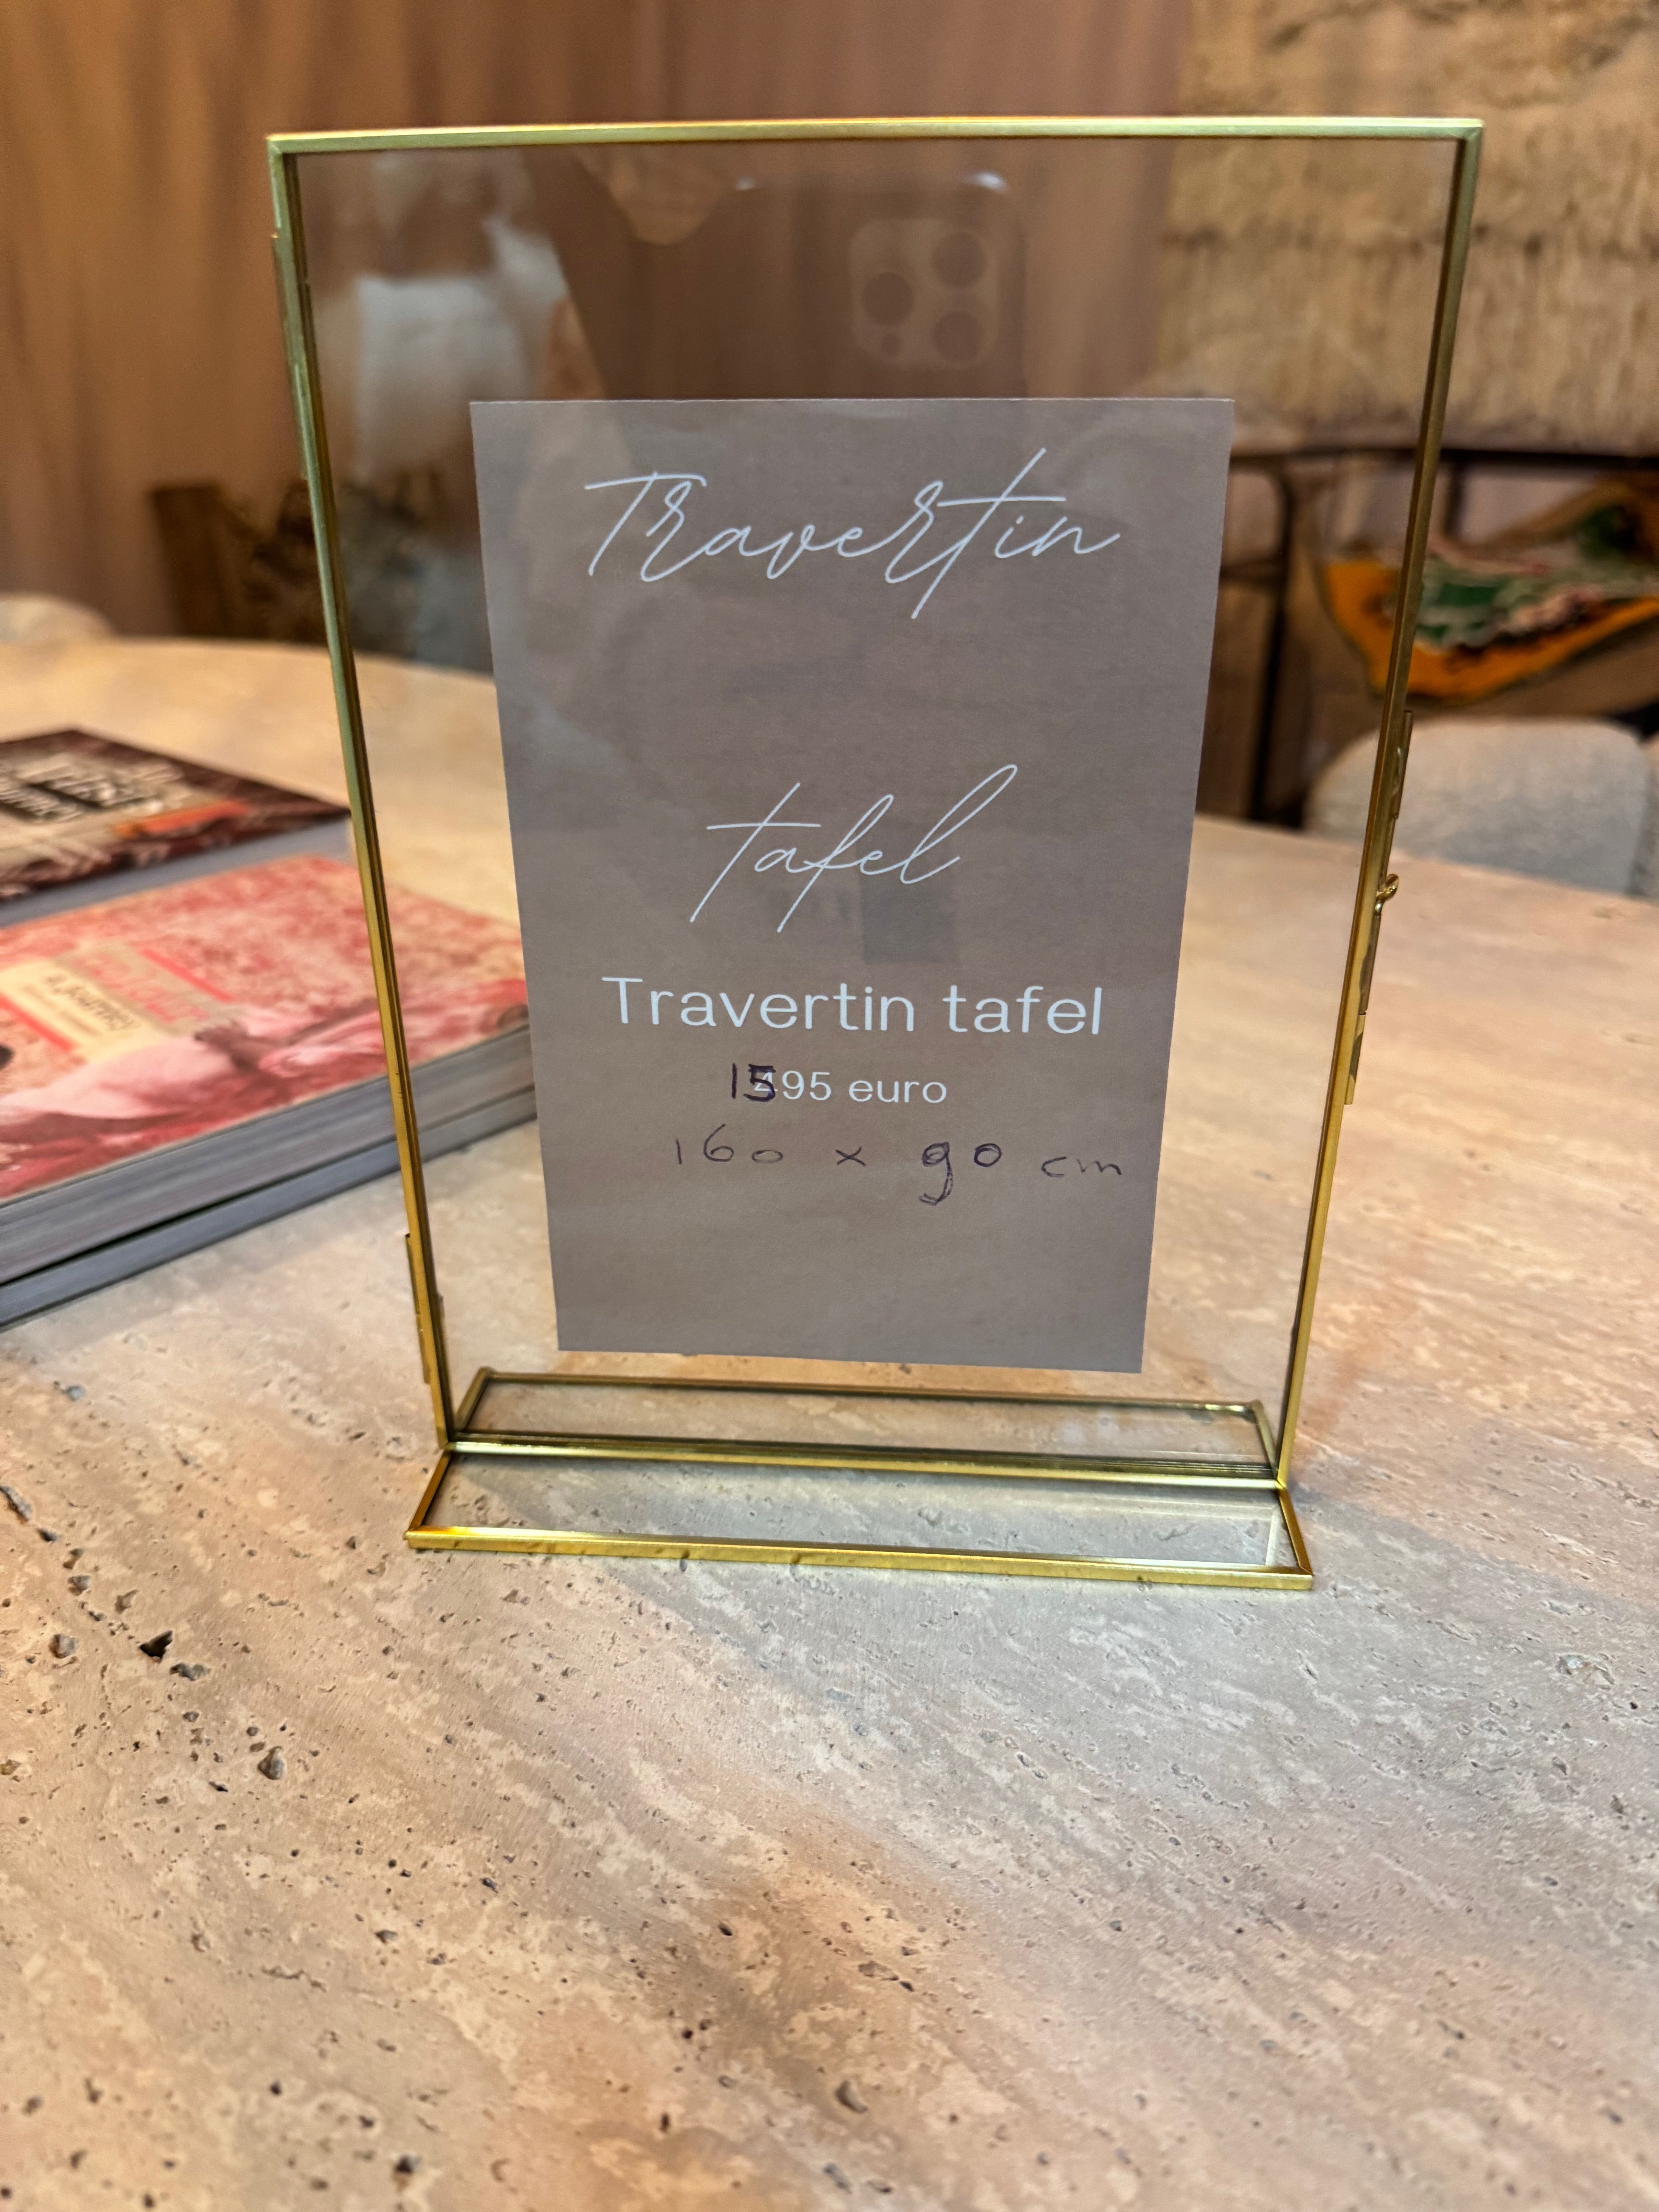 Travertin
tafel
Travertin tafel
1595 euro
160 x 90 cm